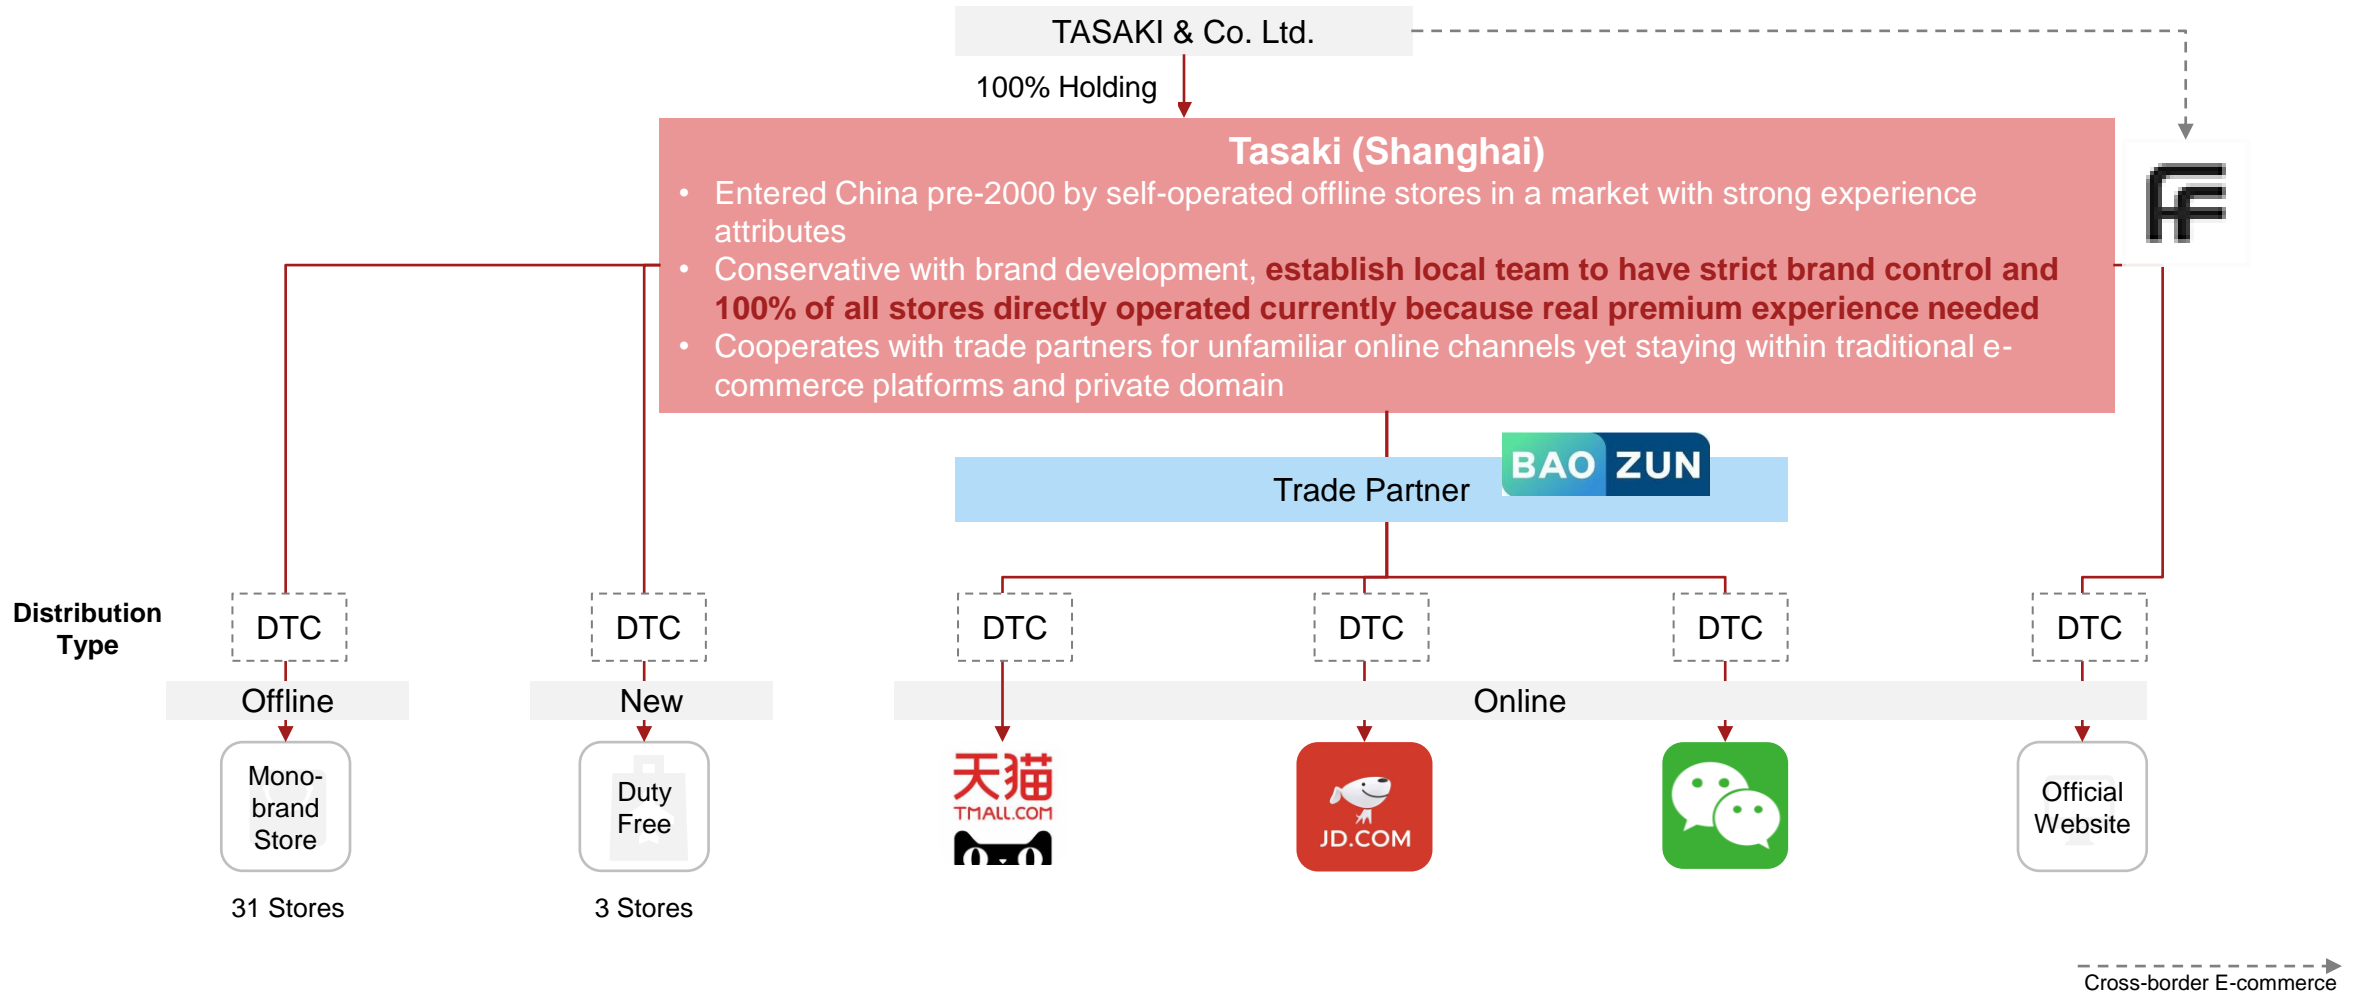 TASAKI & Co. Ltd.
100% Holding
Tasaki (Shanghai)
• Entered China pre-2000 by self-operated offline stores in a market with strong experience
attributes
• Conservative with brand development, establish local team to have strict brand control and
100% of all stores directly operated currently because real premium experience needed
• Cooperates with trade partners for unfamiliar online channels yet staying within traditional e-
commerce platforms and private domain
BAO ZUN
Trade Partner
Distribution
Type
DTC
DTC
DTC
DTC
DTC
DTC
Offline
New
Online
Mono-
brand
Store
Duty
Free
天猫
TMALL.COM
JD.COM
Official
Website
31 Stores
3 Stores
Cross-border E-commerce